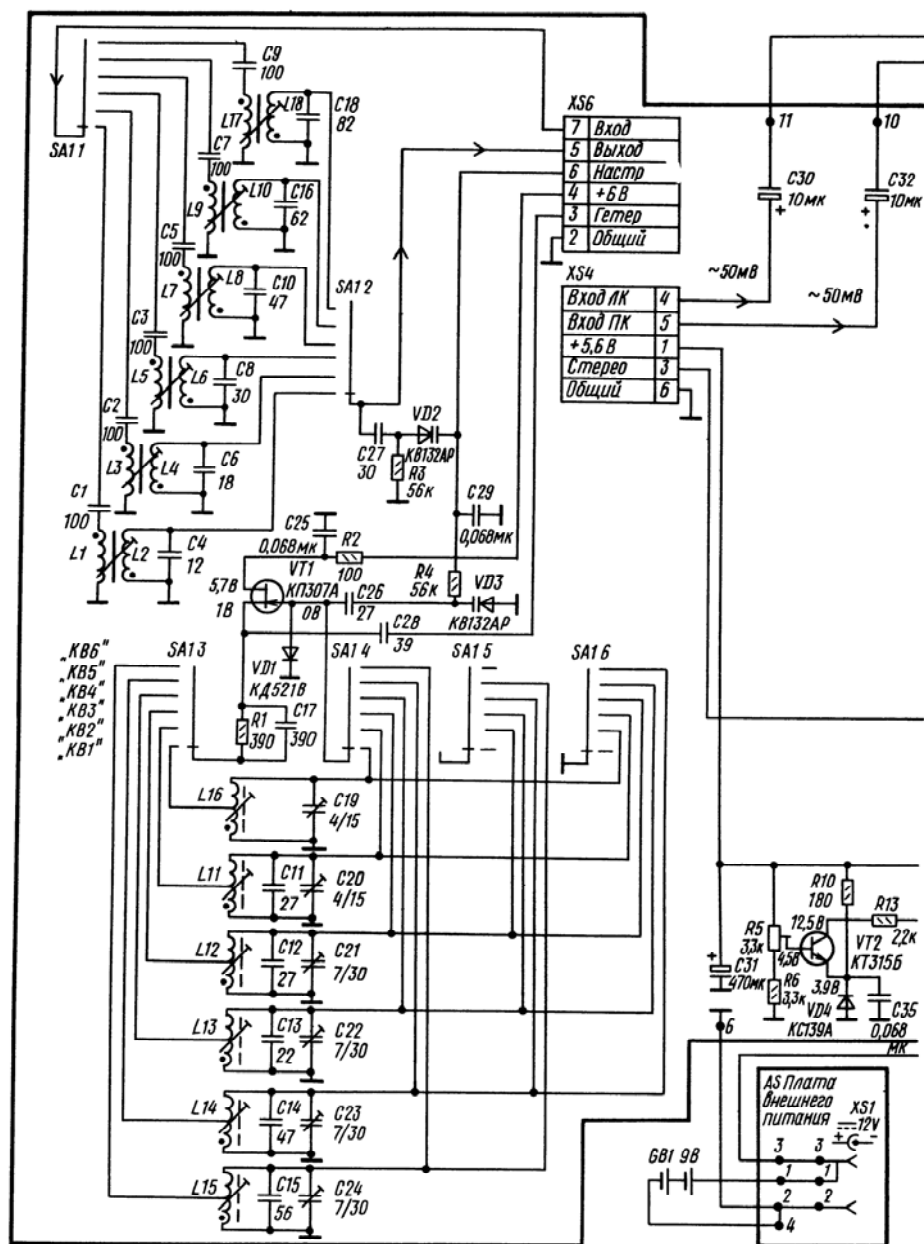 C9
100
SA1 1
L17
L18
C18
82
C7
100
L9
L10
C16
62
C5
100
L7
L8
C10
47
SA1 2
C3
100
L5
L6
C8
30
C2
100
L3
L4
C6
18
C1
100
L1
L2
C4
12
XS6
7 Вход
5 Выход
6 Настр
4 +6 В
3 Гетер
2 Общий
11
10
C30
10мк
+
C32
10мк
+
~50мВ
~50мВ
XS4
Вход ЛК 4
Вход ПК 5
+5,6 В 1
Стерео 3
Общий 6
VD2
КВ132АР
C27
30
R3
56к
C29
0,068мк
C25
0,068мк
R2
100
R4
56к
VD3
КВ132АР
5,7В
1В
VT1
КП307А
0В
C26
27
C28
39
VD1
КД521В
R1
390
C17
390
„КВ6"
„КВ5"
„КВ4"
„КВ3"
„КВ2"
„КВ1"
SA1 3
SA1 4
SA1 5
SA1 6
L16
C19
4/15
L11
C11
27
C20
4/15
L12
C12
27
C21
7/30
L13
C13
22
C22
7/30
L14
C14
47
C23
7/30
L15
C15
56
C24
7/30
+
C31
470мк
6
R5
3,3к
R6
3,3к
12,5В
4,5В
3,9В
R10
180
R13
2,2к
VT2
КТ315Б
VD4
КС139А
C35
0,068
мк
GB1 9В
A5 Плата
внешнего
питания
XS1
12V
+ -
3 3
1 1
2 2
4